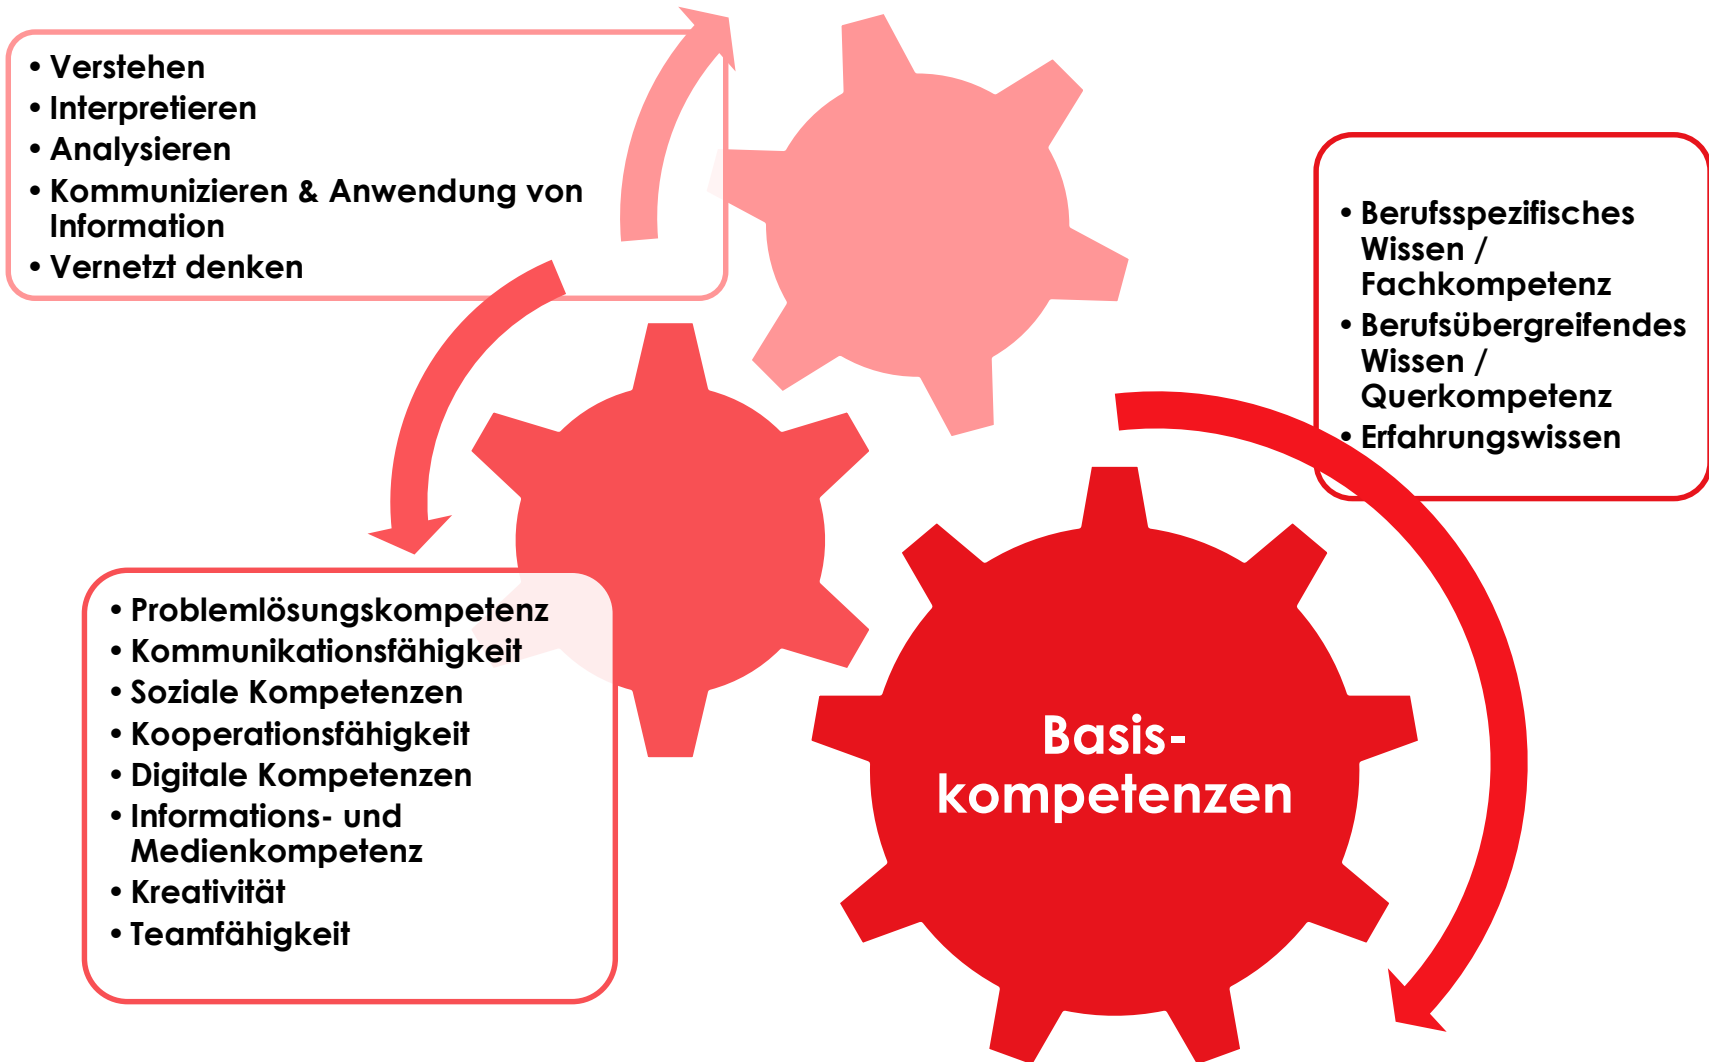 • Verstehen
• Interpretieren
• Analysieren
• Kommunizieren & Anwendung von
Information
• Vernetzt denken
• Berufsspezifisches
Wissen /
Fachkompetenz
• Berufsübergreifendes
Wissen /
Querkompetenz
• Erfahrungswissen
• Problemlösungskompetenz
• Kommunikationsfähigkeit
• Soziale Kompetenzen
• Kooperationsfähigkeit
• Digitale Kompetenzen
• Informations- und
Medienkompetenz
• Kreativität
• Teamfähigkeit
Basis-
kompetenzen